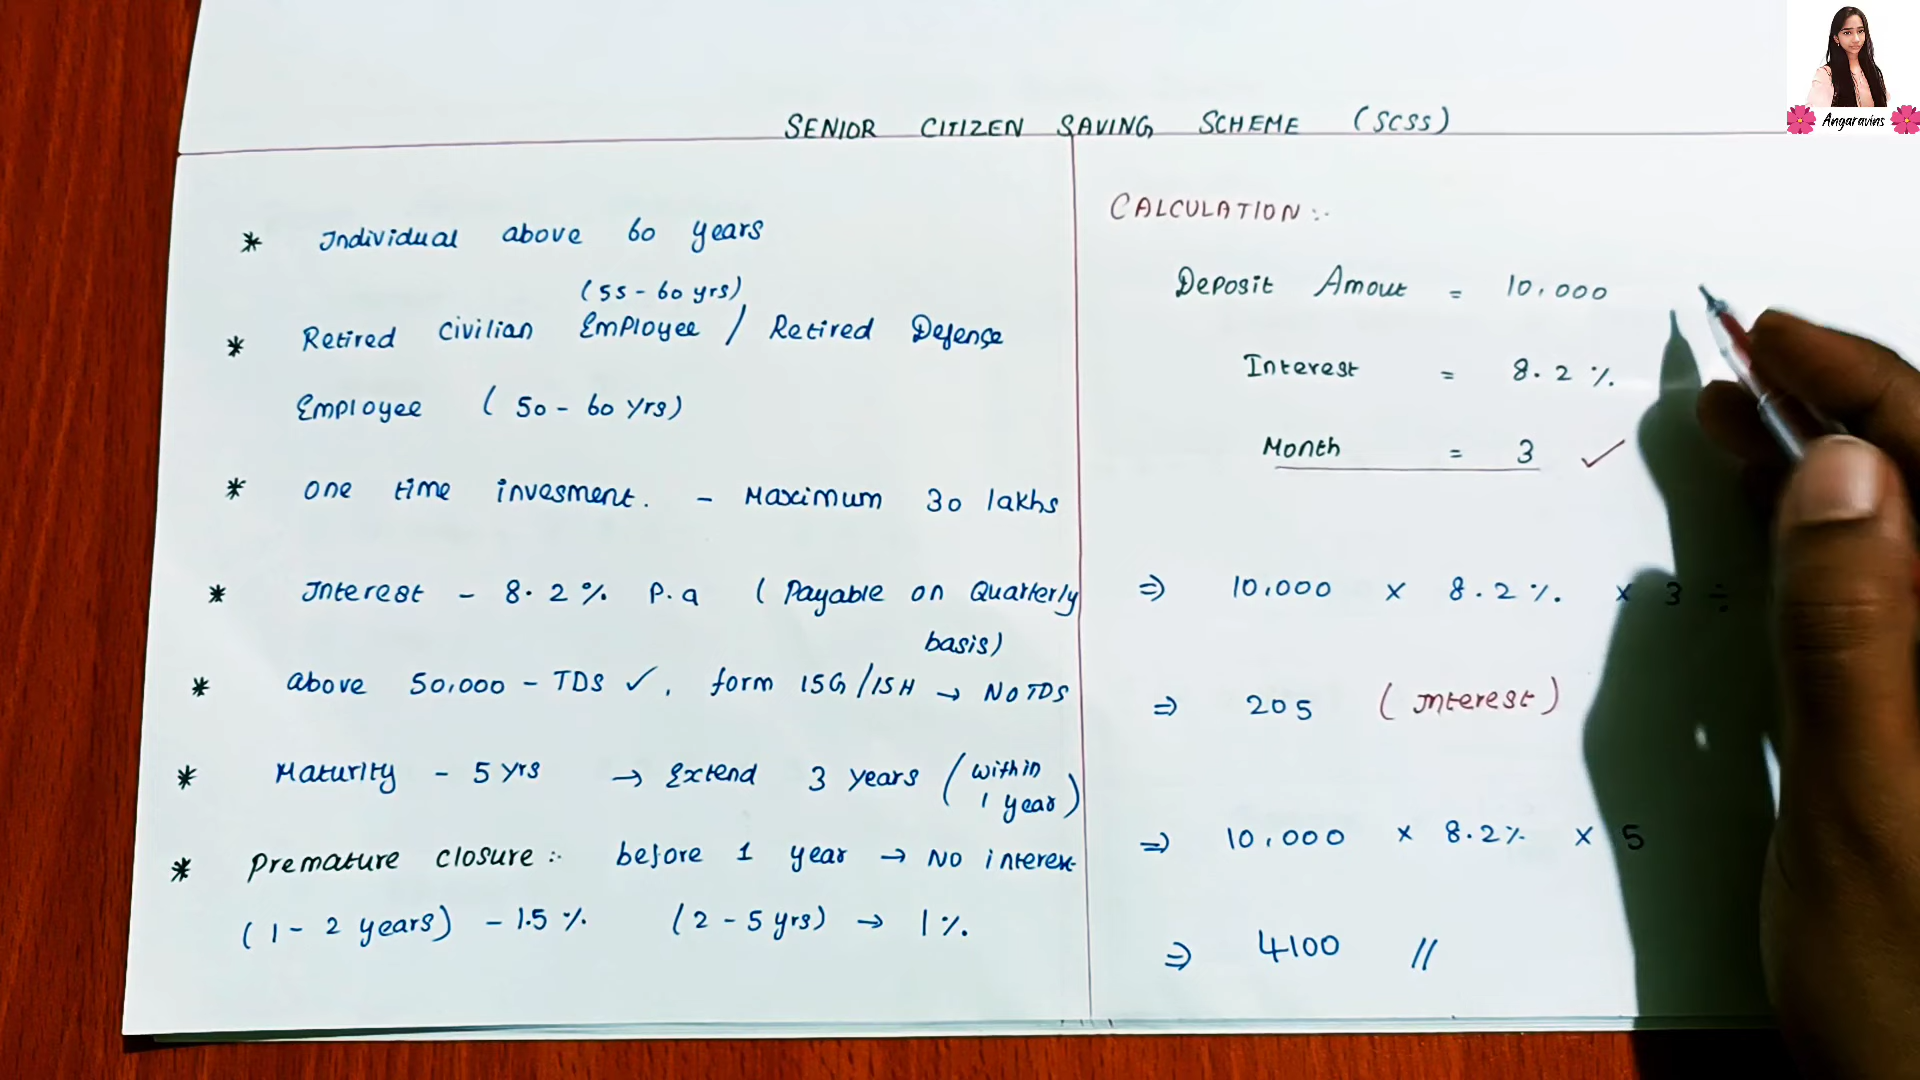 SENIOR CITIZEN SAVING SCHEME (SCSS)
Angaravins
* Individual above 60 years
(55 - 60 yrs)
* Retired civilian Employee / Retired Defense
Employee ( 50 - 60 yrs)
* One time invesment. - Maximum 30 lakhs
* Interest - 8.2% P.a ( Payable on Quarterly
basis)
* above 50,000 - TDS ✓, form 15G/15H → NO TDS
* Maturity - 5 yrs → Extend 3 years (within
1 year)
* Premature closure :- before 1 year → No interest
(1 - 2 years) - 1.5% (2 - 5 yrs) → 1%.
CALCULATION :-
Deposit Amout = 10,000
Interest = 8.2%
Month = 3 ✓
⇒ 10,000 x 8.2%. x 3 ÷
⇒ 205 (Interest)
⇒ 10,000 x 8.2% x 5
⇒ 4100 //